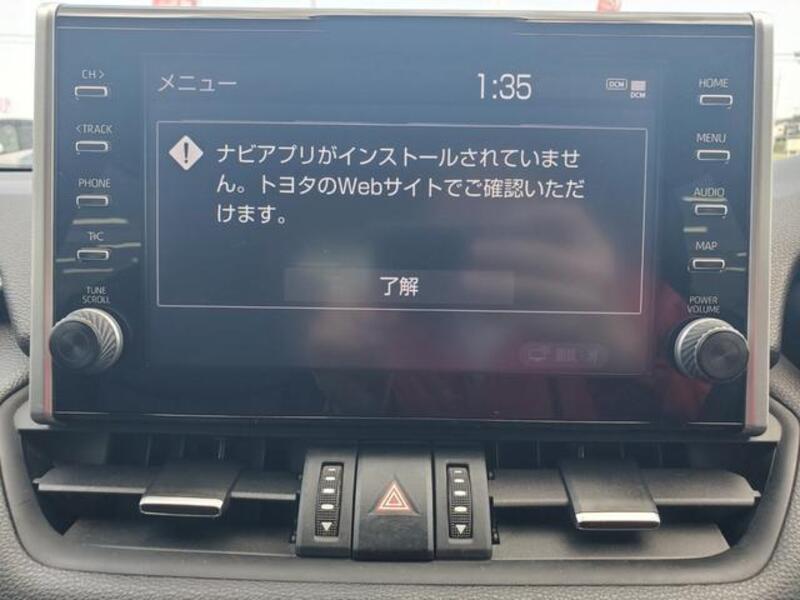 CH >
< TRACK
PHONE
T&C
TUNE
SCROLL
メニュー
1:35
DCM
DCM
ナビアプリがインストールされていませ
ん。トヨタのWebサイトでご確認いただ
けます。
了解
HOME
MENU
AUDIO
MAP
POWER
VOLUME